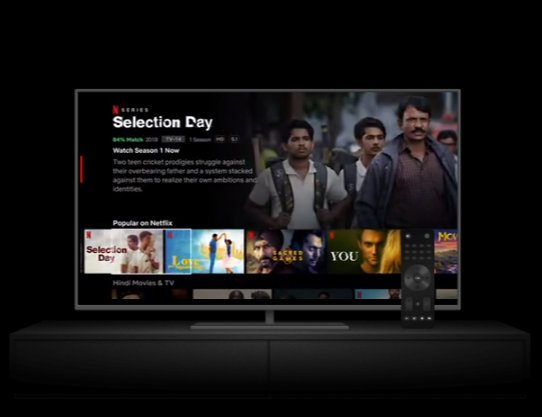 N SERIES
Selection Day
94% Match 2018 TV-14 1 Season HD 5.1
Watch Season 1 Now
Two teen cricket prodigies struggle against
their overbearing father and a system stacked
against them to realize their own ambitions and
identities.
Popular on Netflix
Selection Day
Love
SACRED GAMES
YOU
Hindi Movies & TV